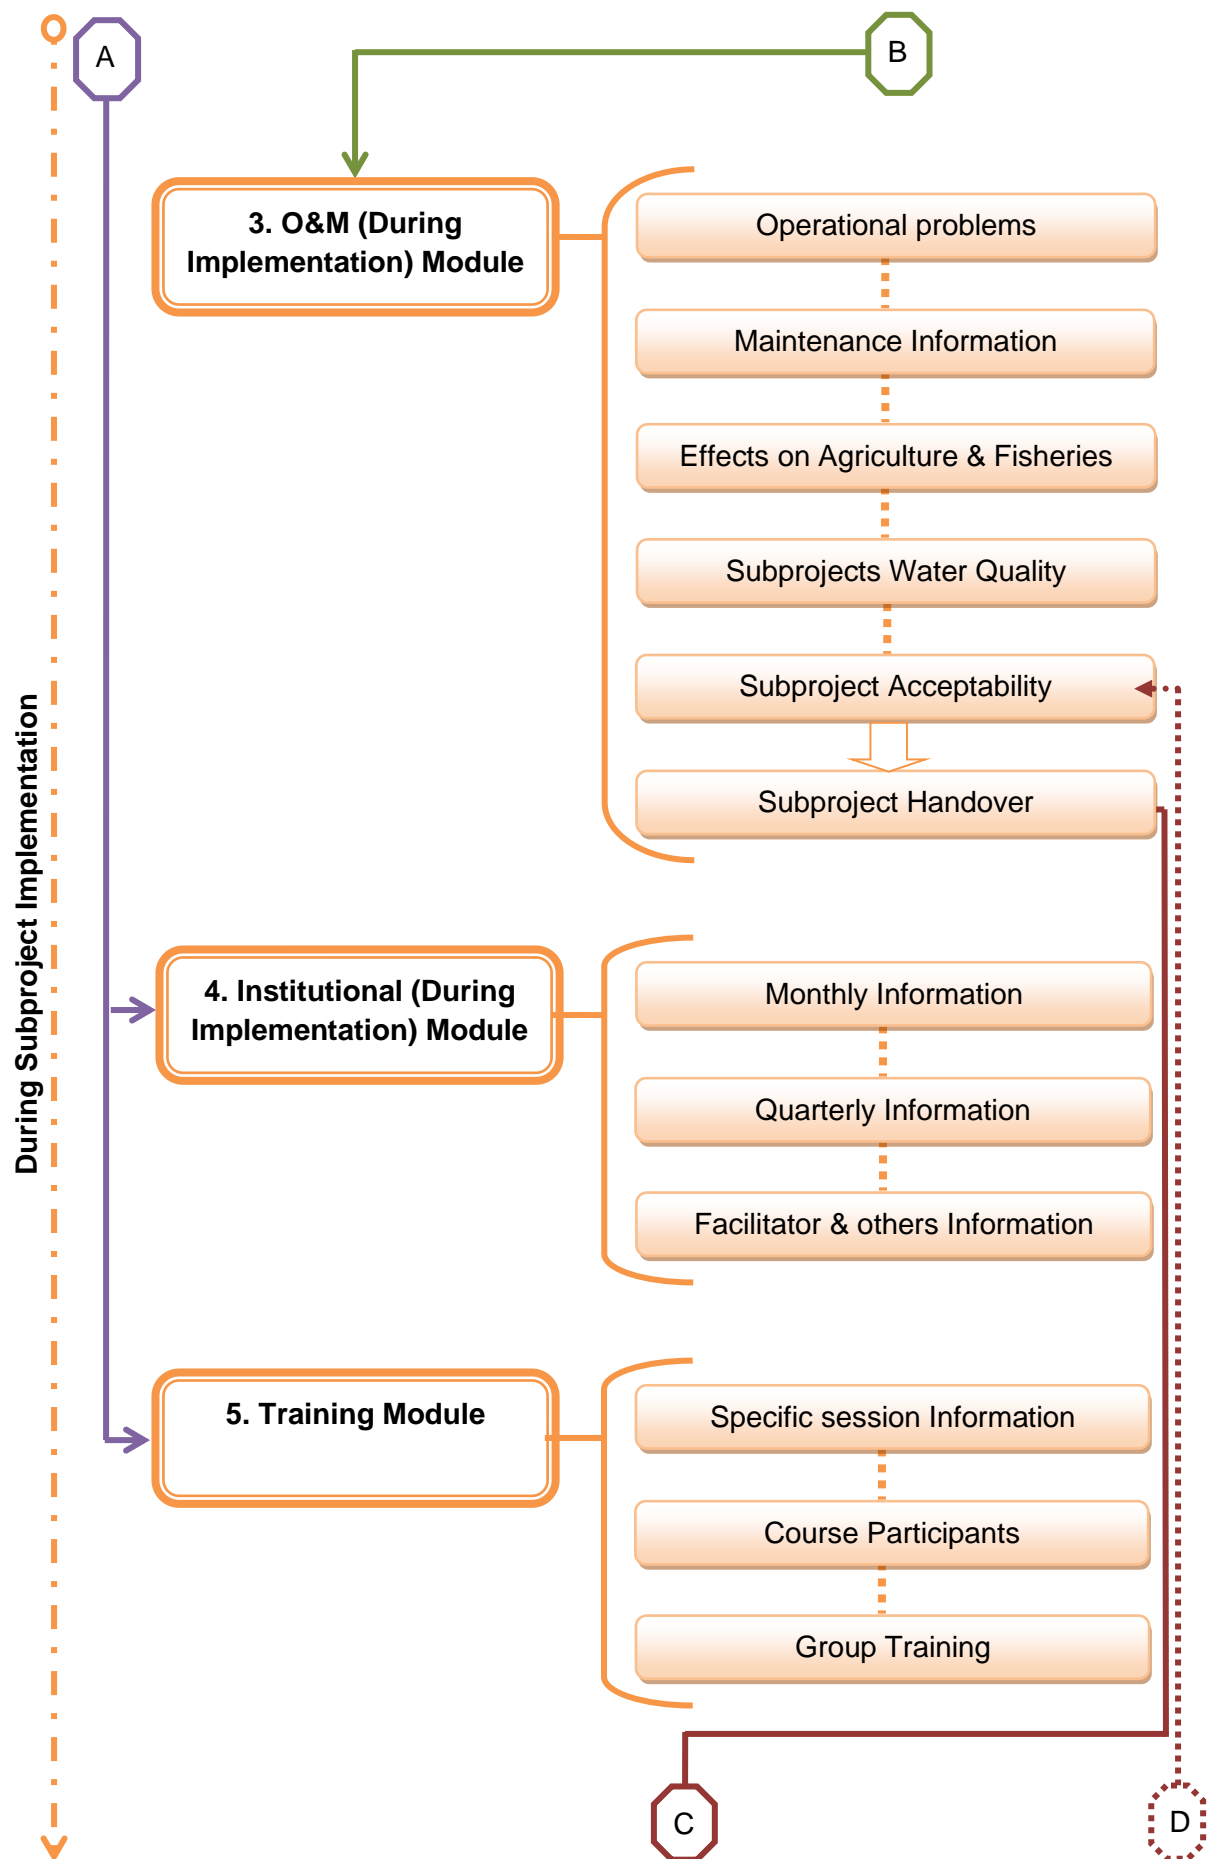 A
B
3. O&M (During
Implementation) Module
Operational problems
Maintenance Information
Effects on Agriculture & Fisheries
Subprojects Water Quality
Subproject Acceptability
Subproject Handover
During Subproject Implementation
4. Institutional (During
Implementation) Module
Monthly Information
Quarterly Information
Facilitator & others Information
5. Training Module
Specific session Information
Course Participants
Group Training
C
D